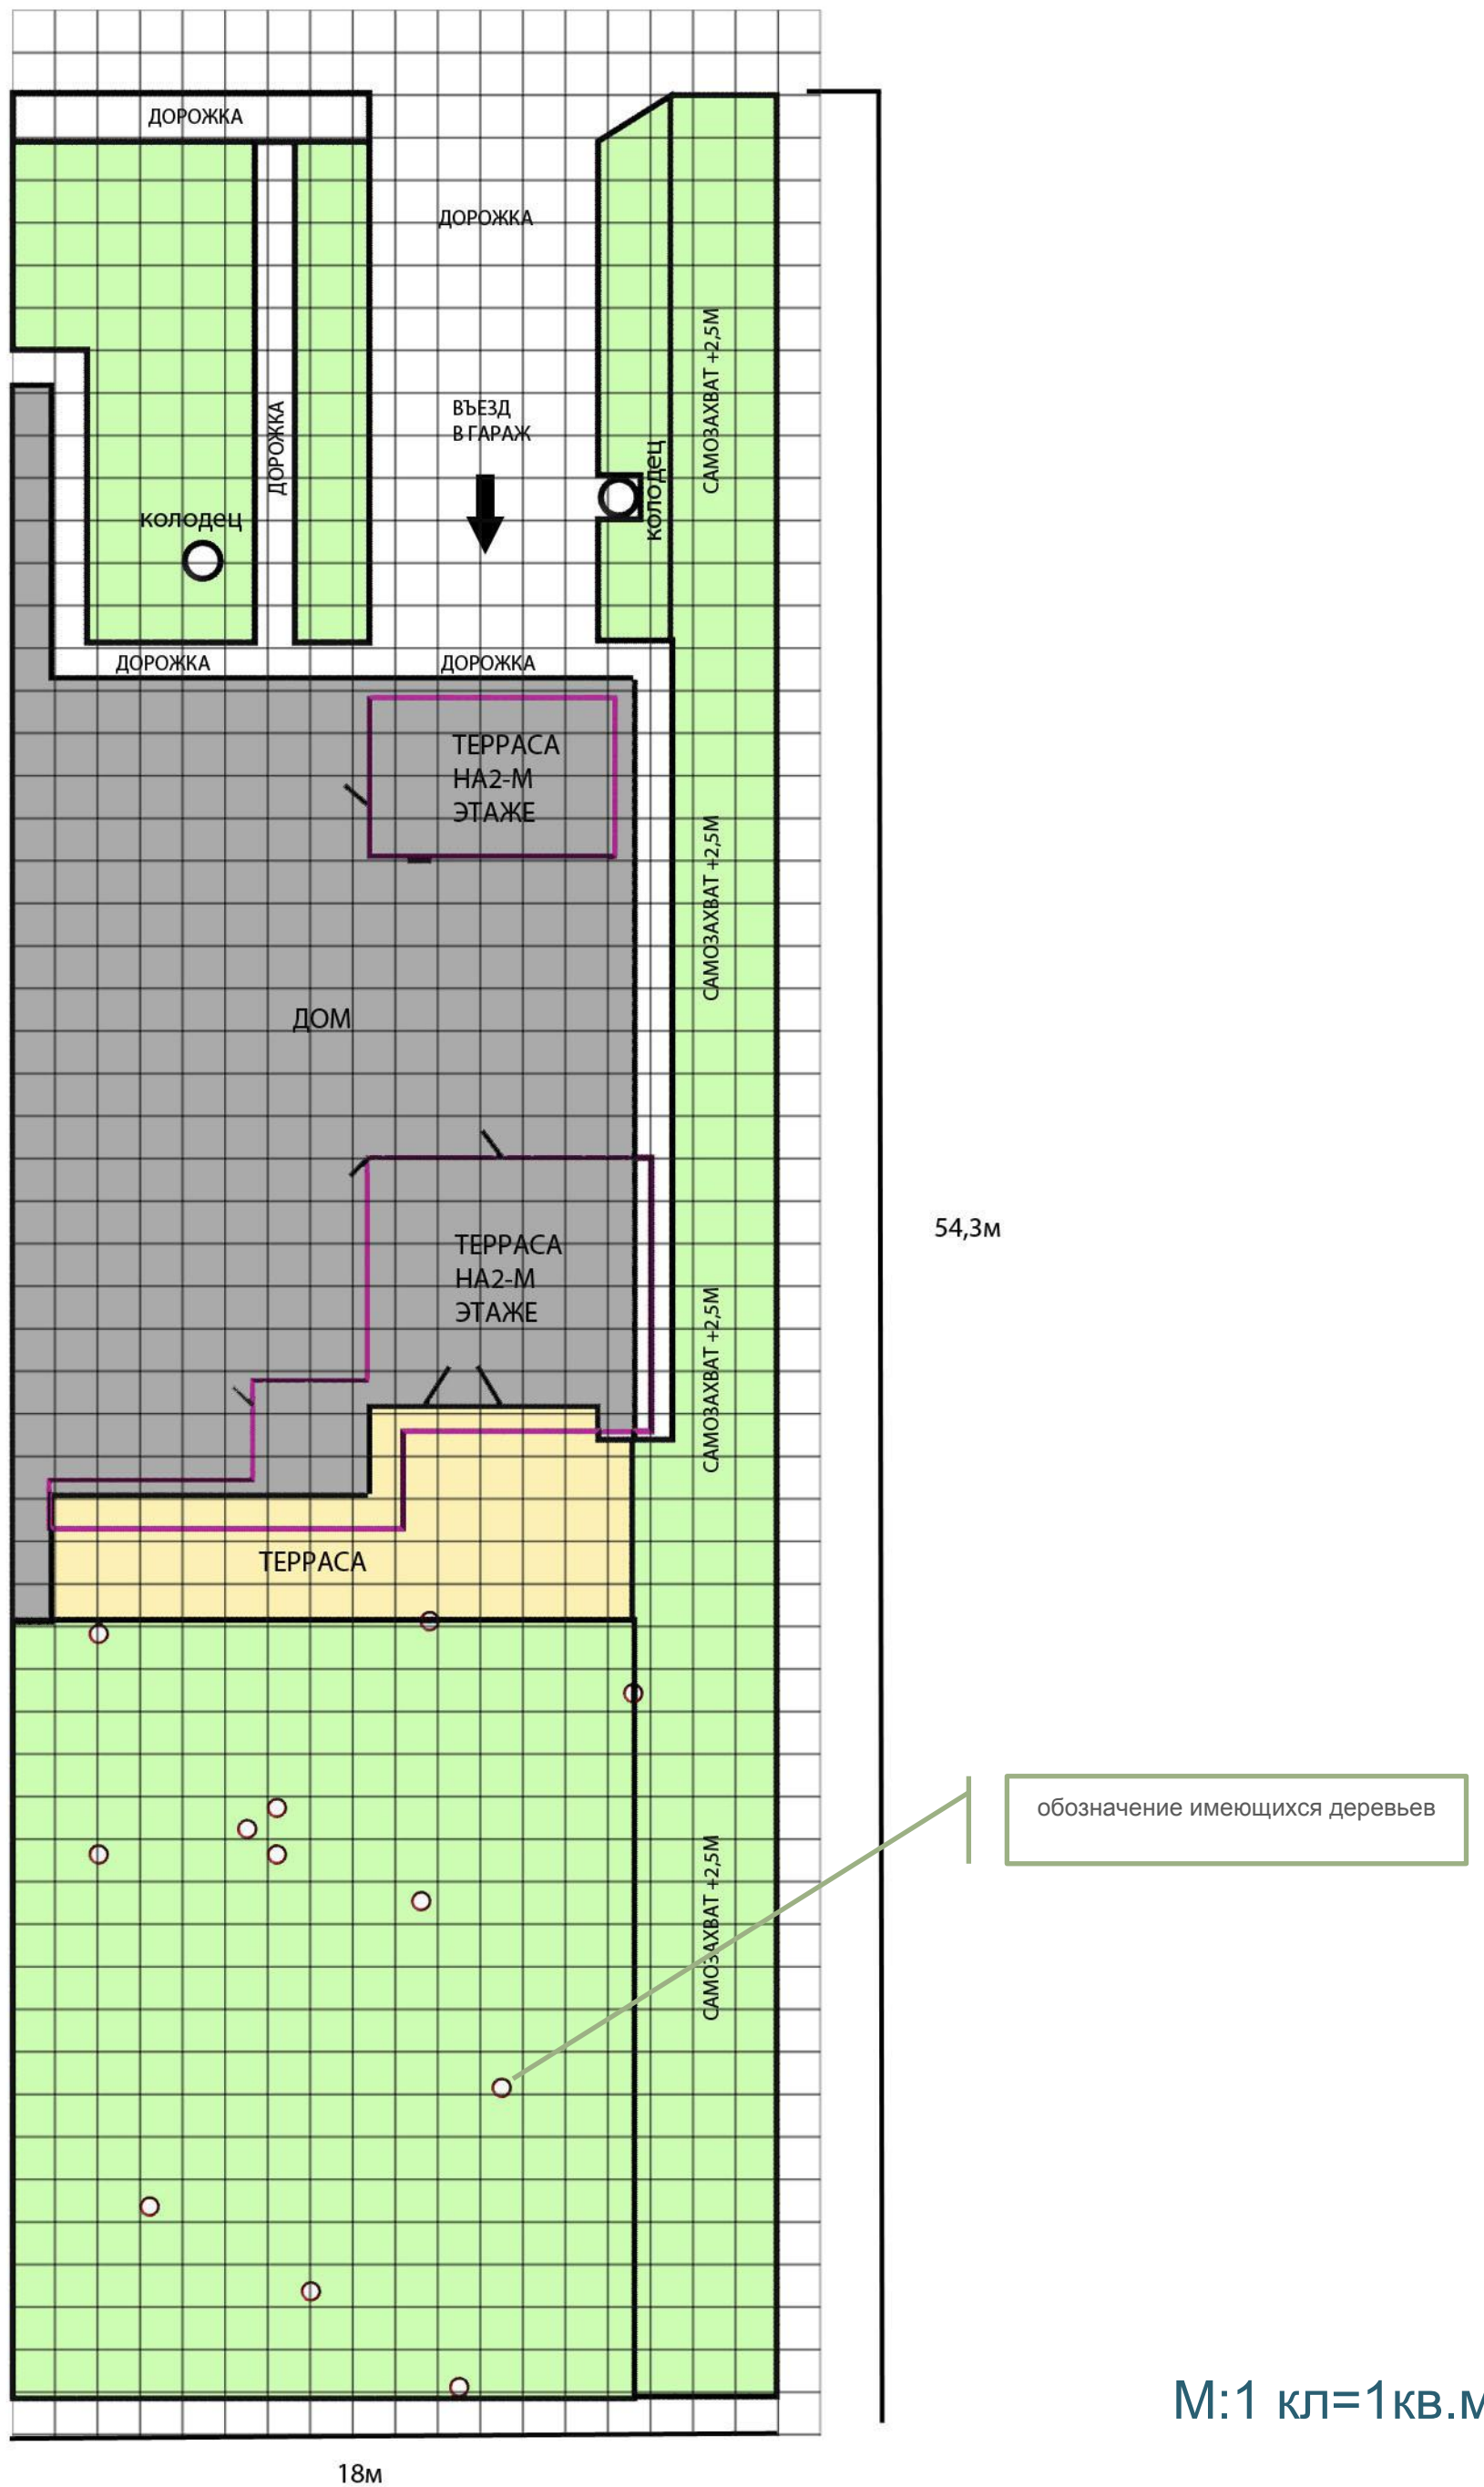 ДОРОЖКА
ДОРОЖКА
САМОЗАХВАТ +2,5М
ВЪЕЗД
В ГАРАЖ
ДОРОЖКА
колодец
колодец
ДОРОЖКА
ДОРОЖКА
ТЕРРАСА
НА2-М
ЭТАЖЕ
САМОЗАХВАТ +2,5М
ДОМ
54,3м
ТЕРРАСА
НА2-М
ЭТАЖЕ
САМОЗАХВАТ +2,5М
ТЕРРАСА
обозначение имеющихся деревьев
САМОЗАХВАТ +2,5М
М:1 кл=1кв.м
18м